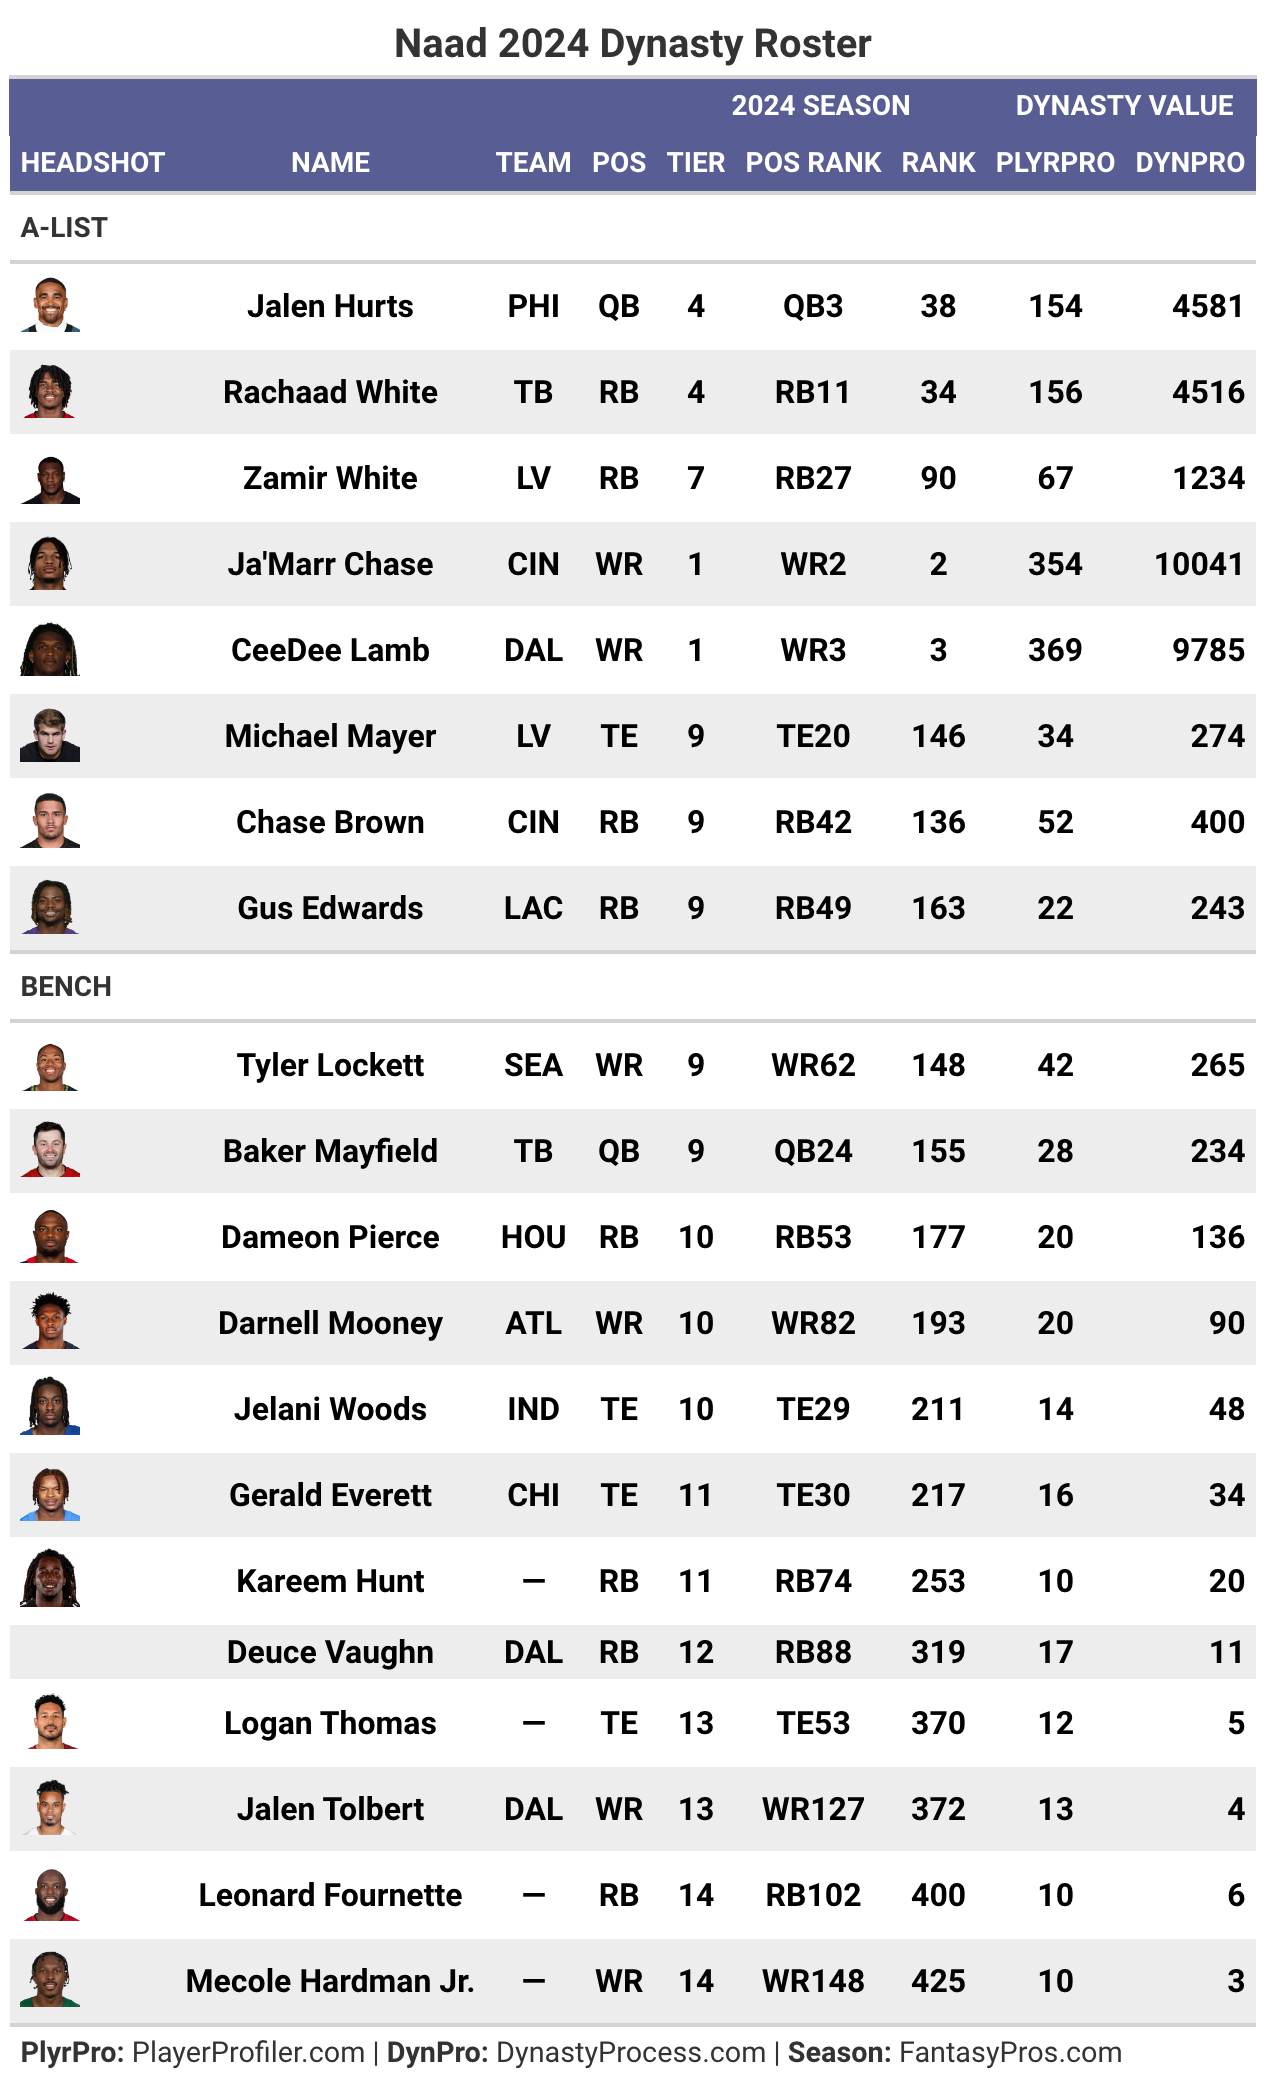 Naad 2024 Dynasty Roster
2024 SEASON DYNASTY VALUE
HEADSHOT NAME TEAM POS TIER POS RANK RANK PLYRPRO DYNPRO
A-LIST
Jalen Hurts PHI QB 4 QB3 38 154 4581
Rachaad White TB RB 4 RB11 34 156 4516
Zamir White LV RB 7 RB27 90 67 1234
Ja'Marr Chase CIN WR 1 WR2 2 354 10041
CeeDee Lamb DAL WR 1 WR3 3 369 9785
Michael Mayer LV TE 9 TE20 146 34 274
Chase Brown CIN RB 9 RB42 136 52 400
Gus Edwards LAC RB 9 RB49 163 22 243
BENCH
Tyler Lockett SEA WR 9 WR62 148 42 265
Baker Mayfield TB QB 9 QB24 155 28 234
Dameon Pierce HOU RB 10 RB53 177 20 136
Darnell Mooney ATL WR 10 WR82 193 20 90
Jelani Woods IND TE 10 TE29 211 14 48
Gerald Everett CHI TE 11 TE30 217 16 34
Kareem Hunt — RB 11 RB74 253 10 20
Deuce Vaughn DAL RB 12 RB88 319 17 11
Logan Thomas — TE 13 TE53 370 12 5
Jalen Tolbert DAL WR 13 WR127 372 13 4
Leonard Fournette — RB 14 RB102 400 10 6
Mecole Hardman Jr. — WR 14 WR148 425 10 3
PlyrPro: PlayerProfiler.com | DynPro: DynastyProcess.com | Season: FantasyPros.com